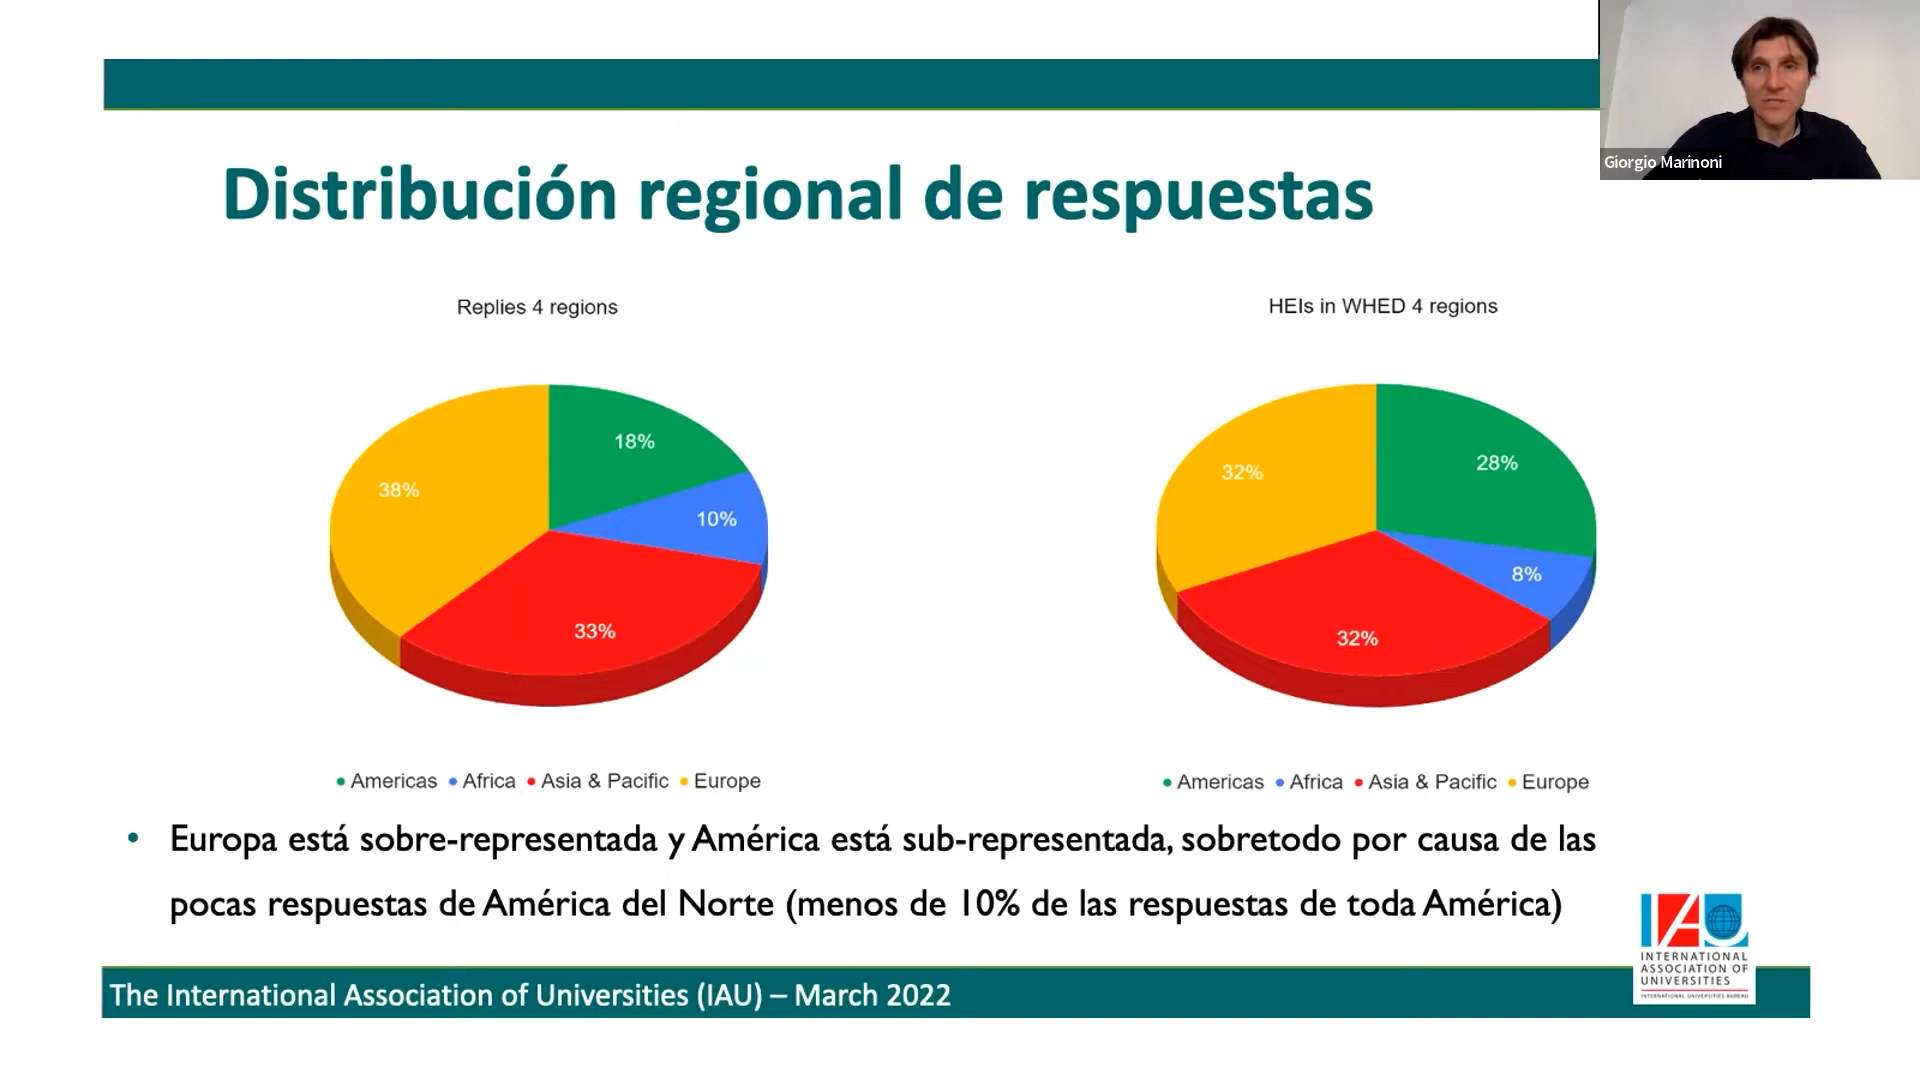 Giorgio Marinoni
Distribución regional de respuestas
Replies 4 regions
18%
10%
33%
38%
Americas Africa Asia & Pacific Europe
HEIs in WHED 4 regions
28%
8%
32%
32%
Americas Africa Asia & Pacific Europe
• Europa está sobre-representada y América está sub-representada, sobretodo por causa de las
pocas respuestas de América del Norte (menos de 10% de las respuestas de toda América)
IAU
INTERNATIONAL
ASSOCIATION OF
UNIVERSITIES
INTERNATIONAL UNIVERSITIES BUREAU
The International Association of Universities (IAU) – March 2022